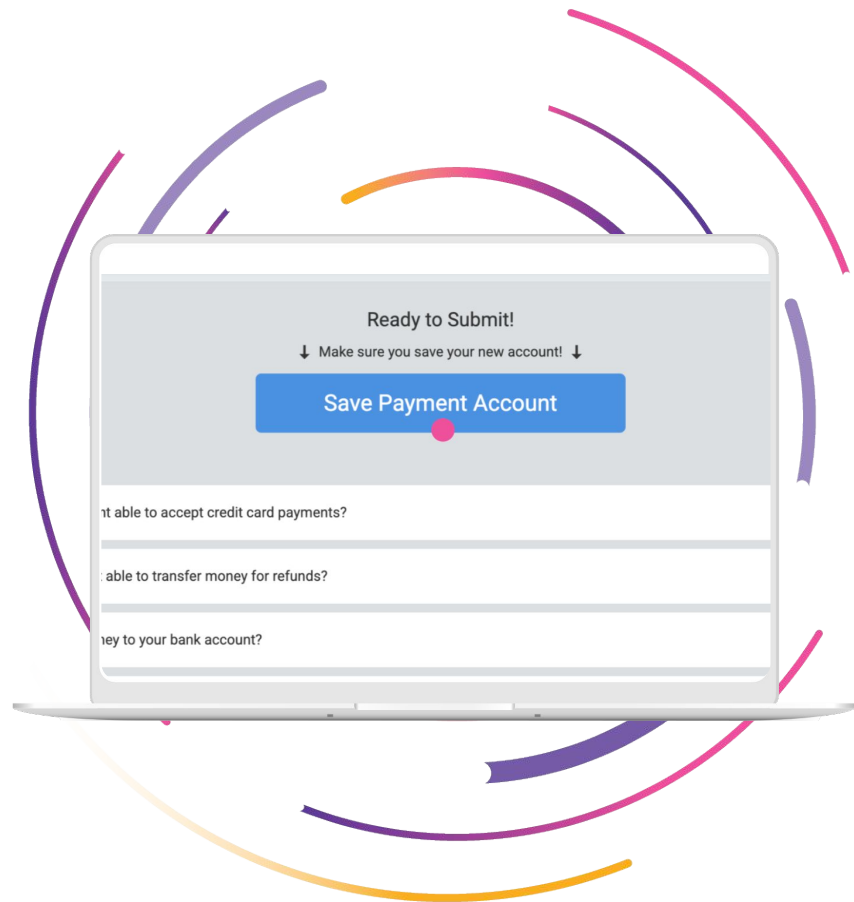 Ready to Submit!
↓ Make sure you save your new account! ↓
Save Payment Account
able to accept credit card payments?
able to transfer money for refunds?
to your bank account?